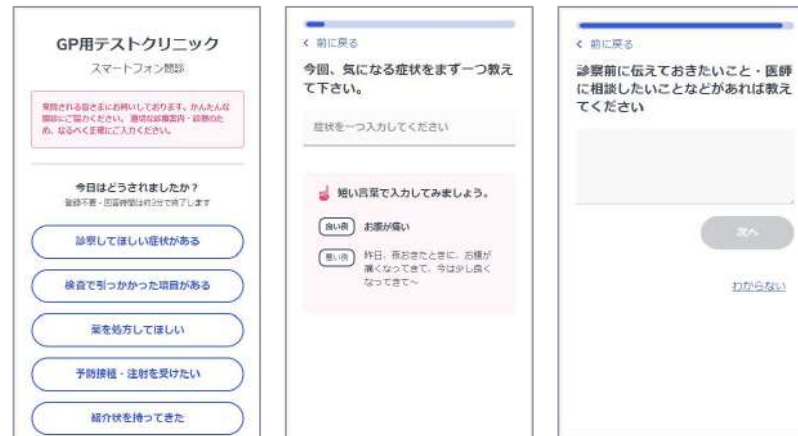 GP用テストクリニック
スマートフォン問診
来院される皆さまにお伺いしております。かんたんな
問診にご協力ください。適切な診療案内・診察のた
め、なるべく正確にご入力ください。
今日はどうされましたか？
登録不要・回答時間は約3分で終了します
診察してほしい症状がある
検査で引っかかった項目がある
薬を処方してほしい
予防接種・注射を受けたい
紹介状を持ってきた
前に戻る
今回、気になる症状をまず一つ教え
て下さい。
症状を一つ入力してください
短い言葉で入力してみましょう。
良い例 お腹が痛い
悪い例 昨日、夜おきたときに、お腹が
痛くなってきて、今は少し良く
なってきて～
前に戻る
診察前に伝えておきたいこと・医師
に相談したいことなどがあれば教え
てください
次へ
わからない